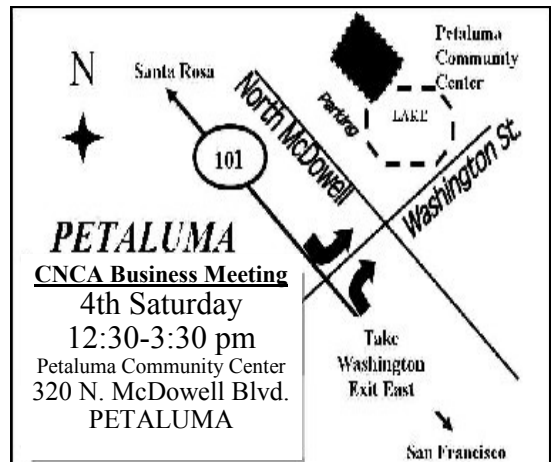 Petaluma
Community
Center
N
Santa Rosa
North McDowell
Parking
LAKE
Washington St.
101
PETALUMA
CNCA Business Meeting
4th Saturday
12:30-3:30 pm
Petaluma Community Center
320 N. McDowell Blvd.
PETALUMA
Take
Washington
Exit East
San Francisco